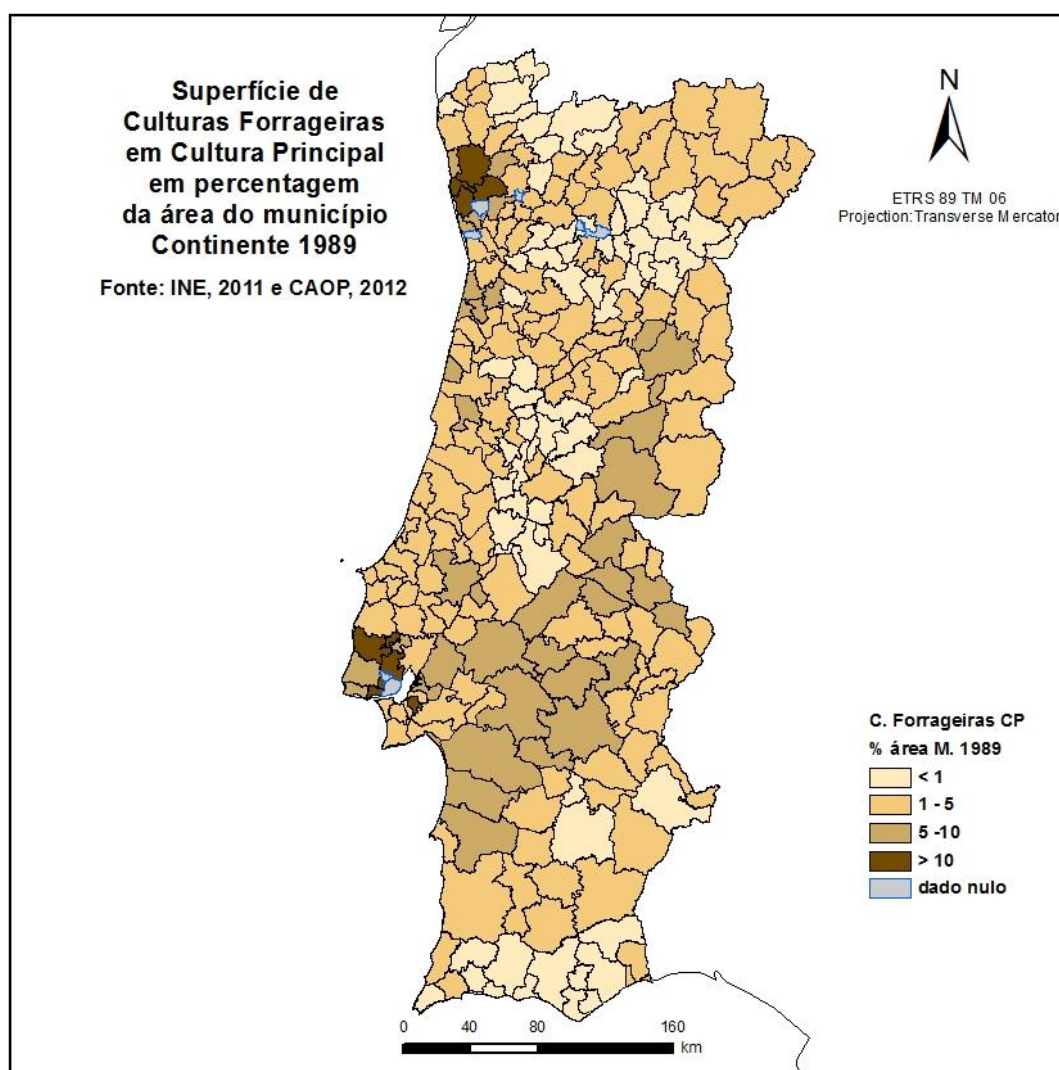 Superfície de
Culturas Forrageiras
em Cultura Principal
em percentagem
da área do município
Continente 1989
Fonte: INE, 2011 e CAOP, 2012
N
ETRS 89 TM 06
Projection: Transverse Mercator
C. Forrageiras CP
% área M. 1989
< 1
1 - 5
5 -10
> 10
dado nulo
0 40 80 160
km